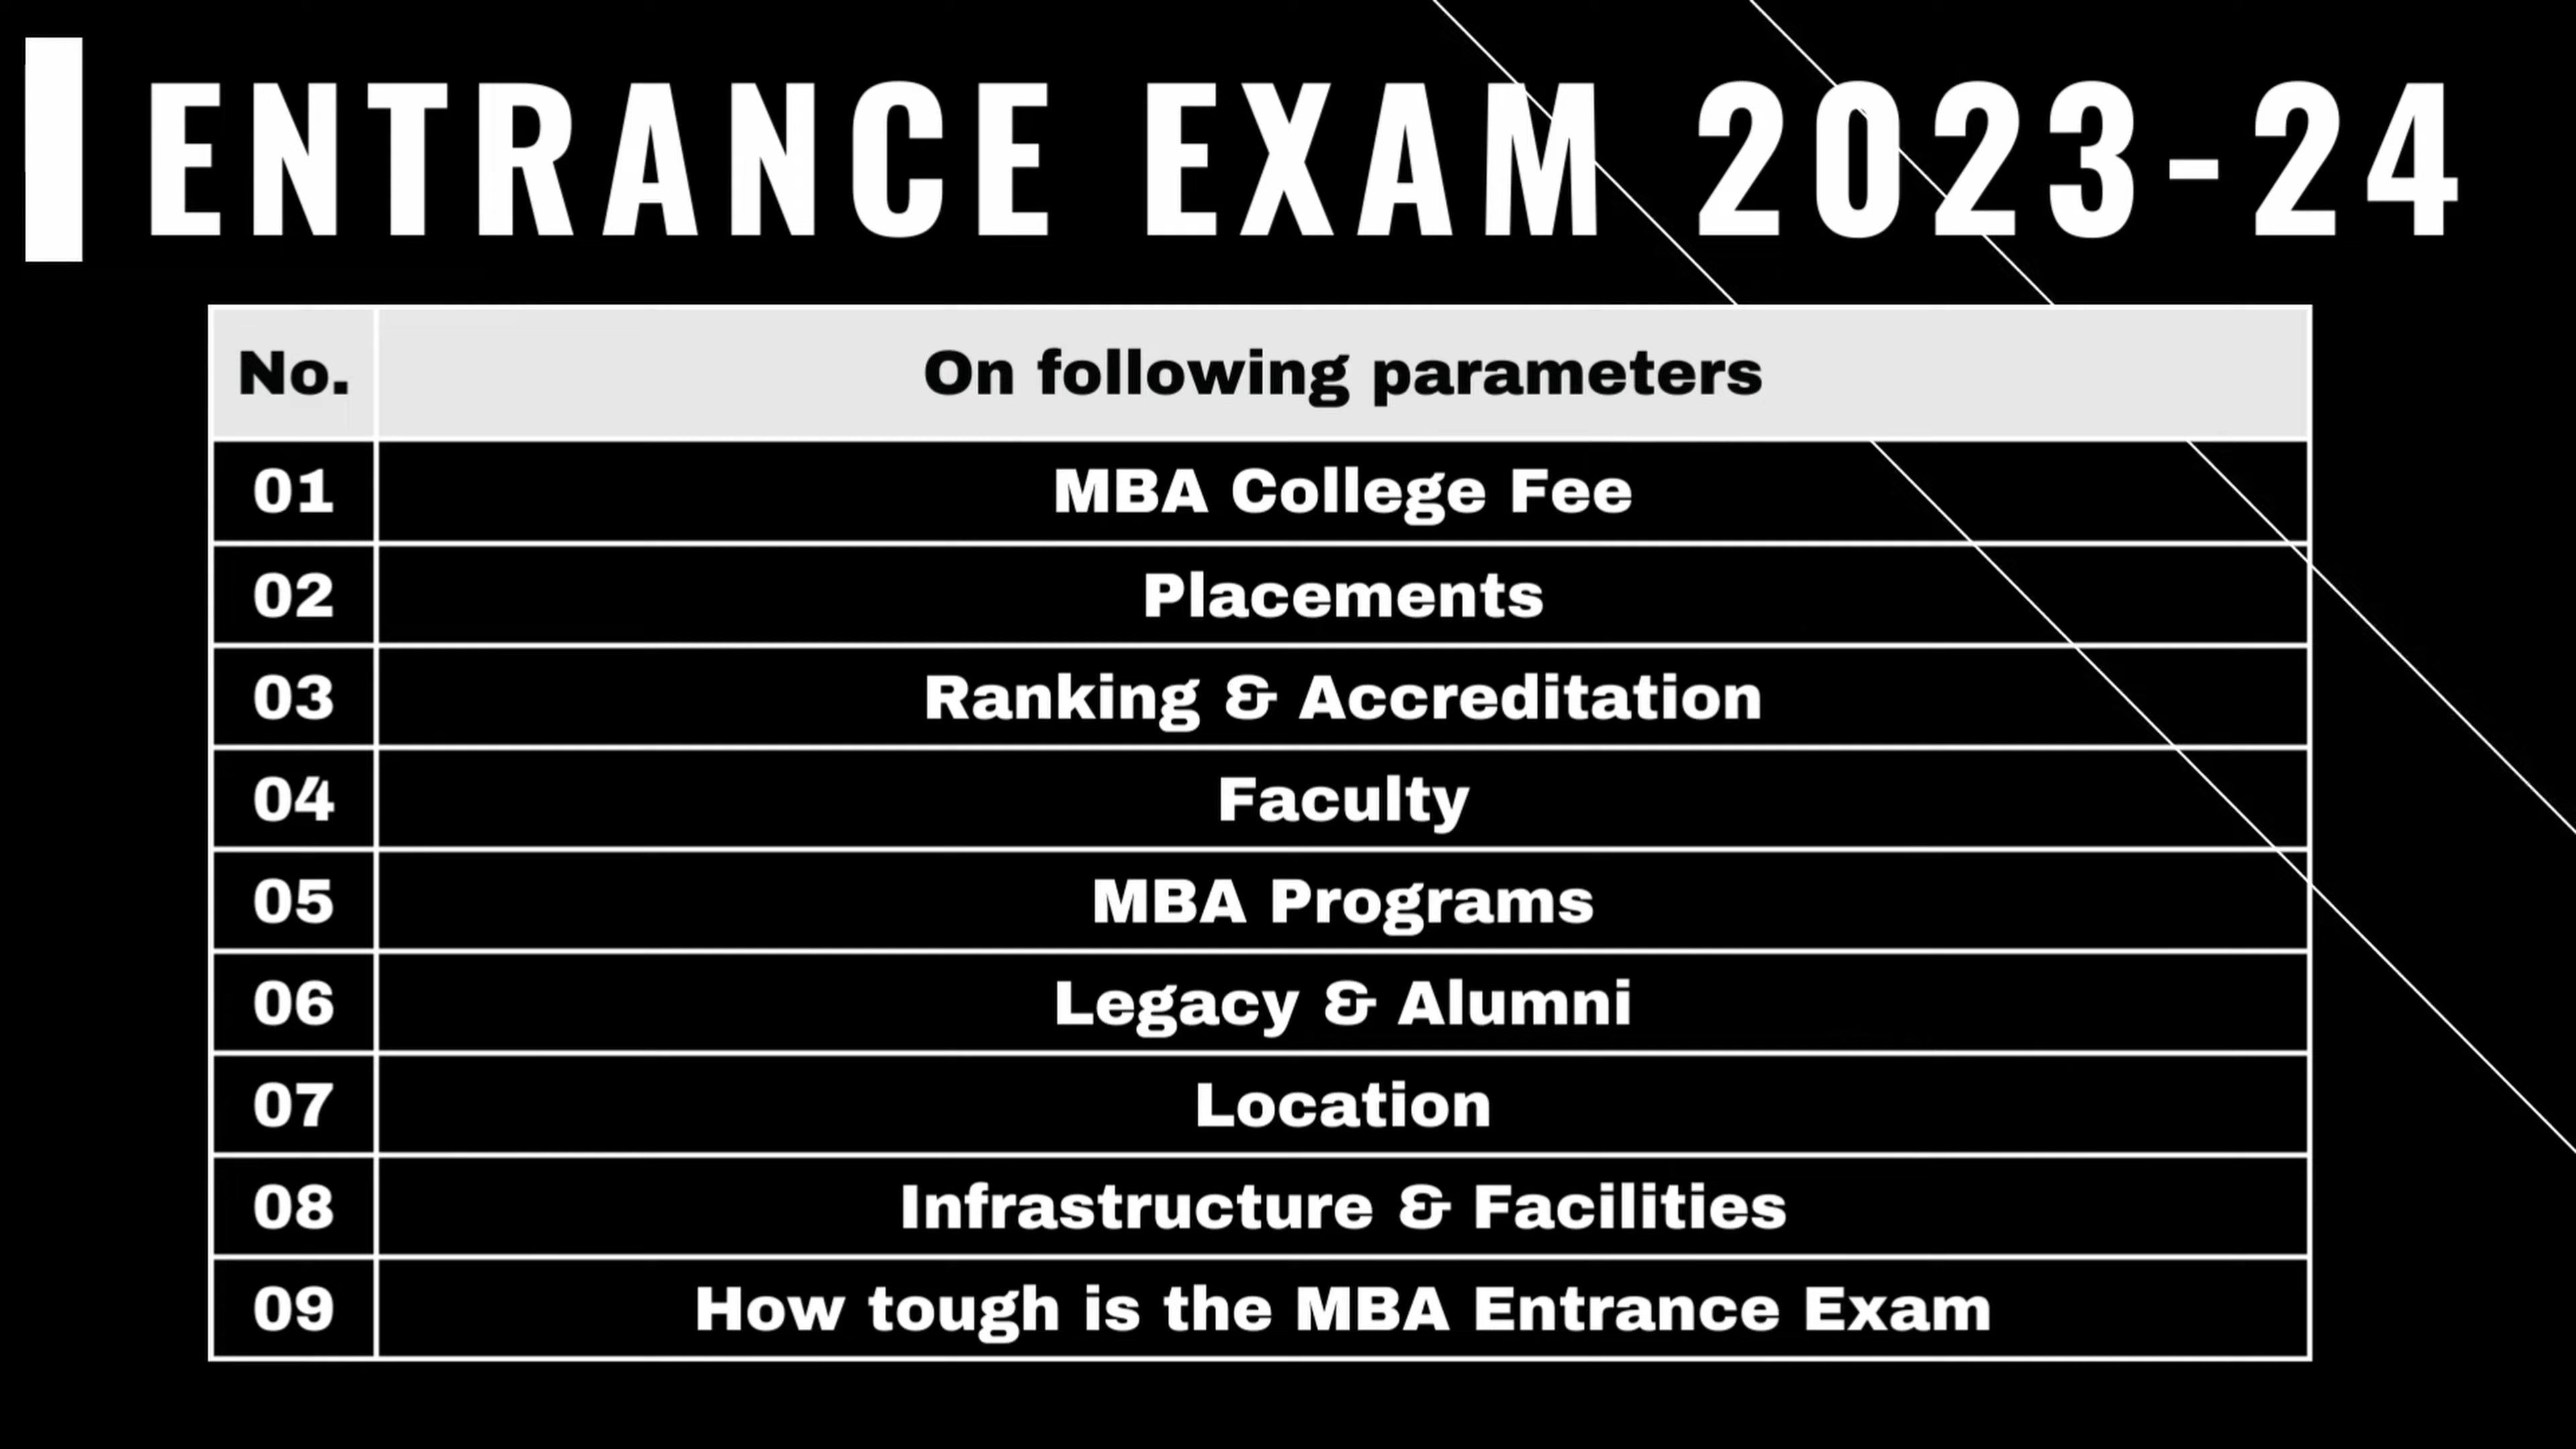 ENTRANCE EXAM 2023-24
No. On following parameters
01 MBA College Fee
02 Placements
03 Ranking & Accreditation
04 Faculty
05 MBA Programs
06 Legacy & Alumni
07 Location
08 Infrastructure & Facilities
09 How tough is the MBA Entrance Exam